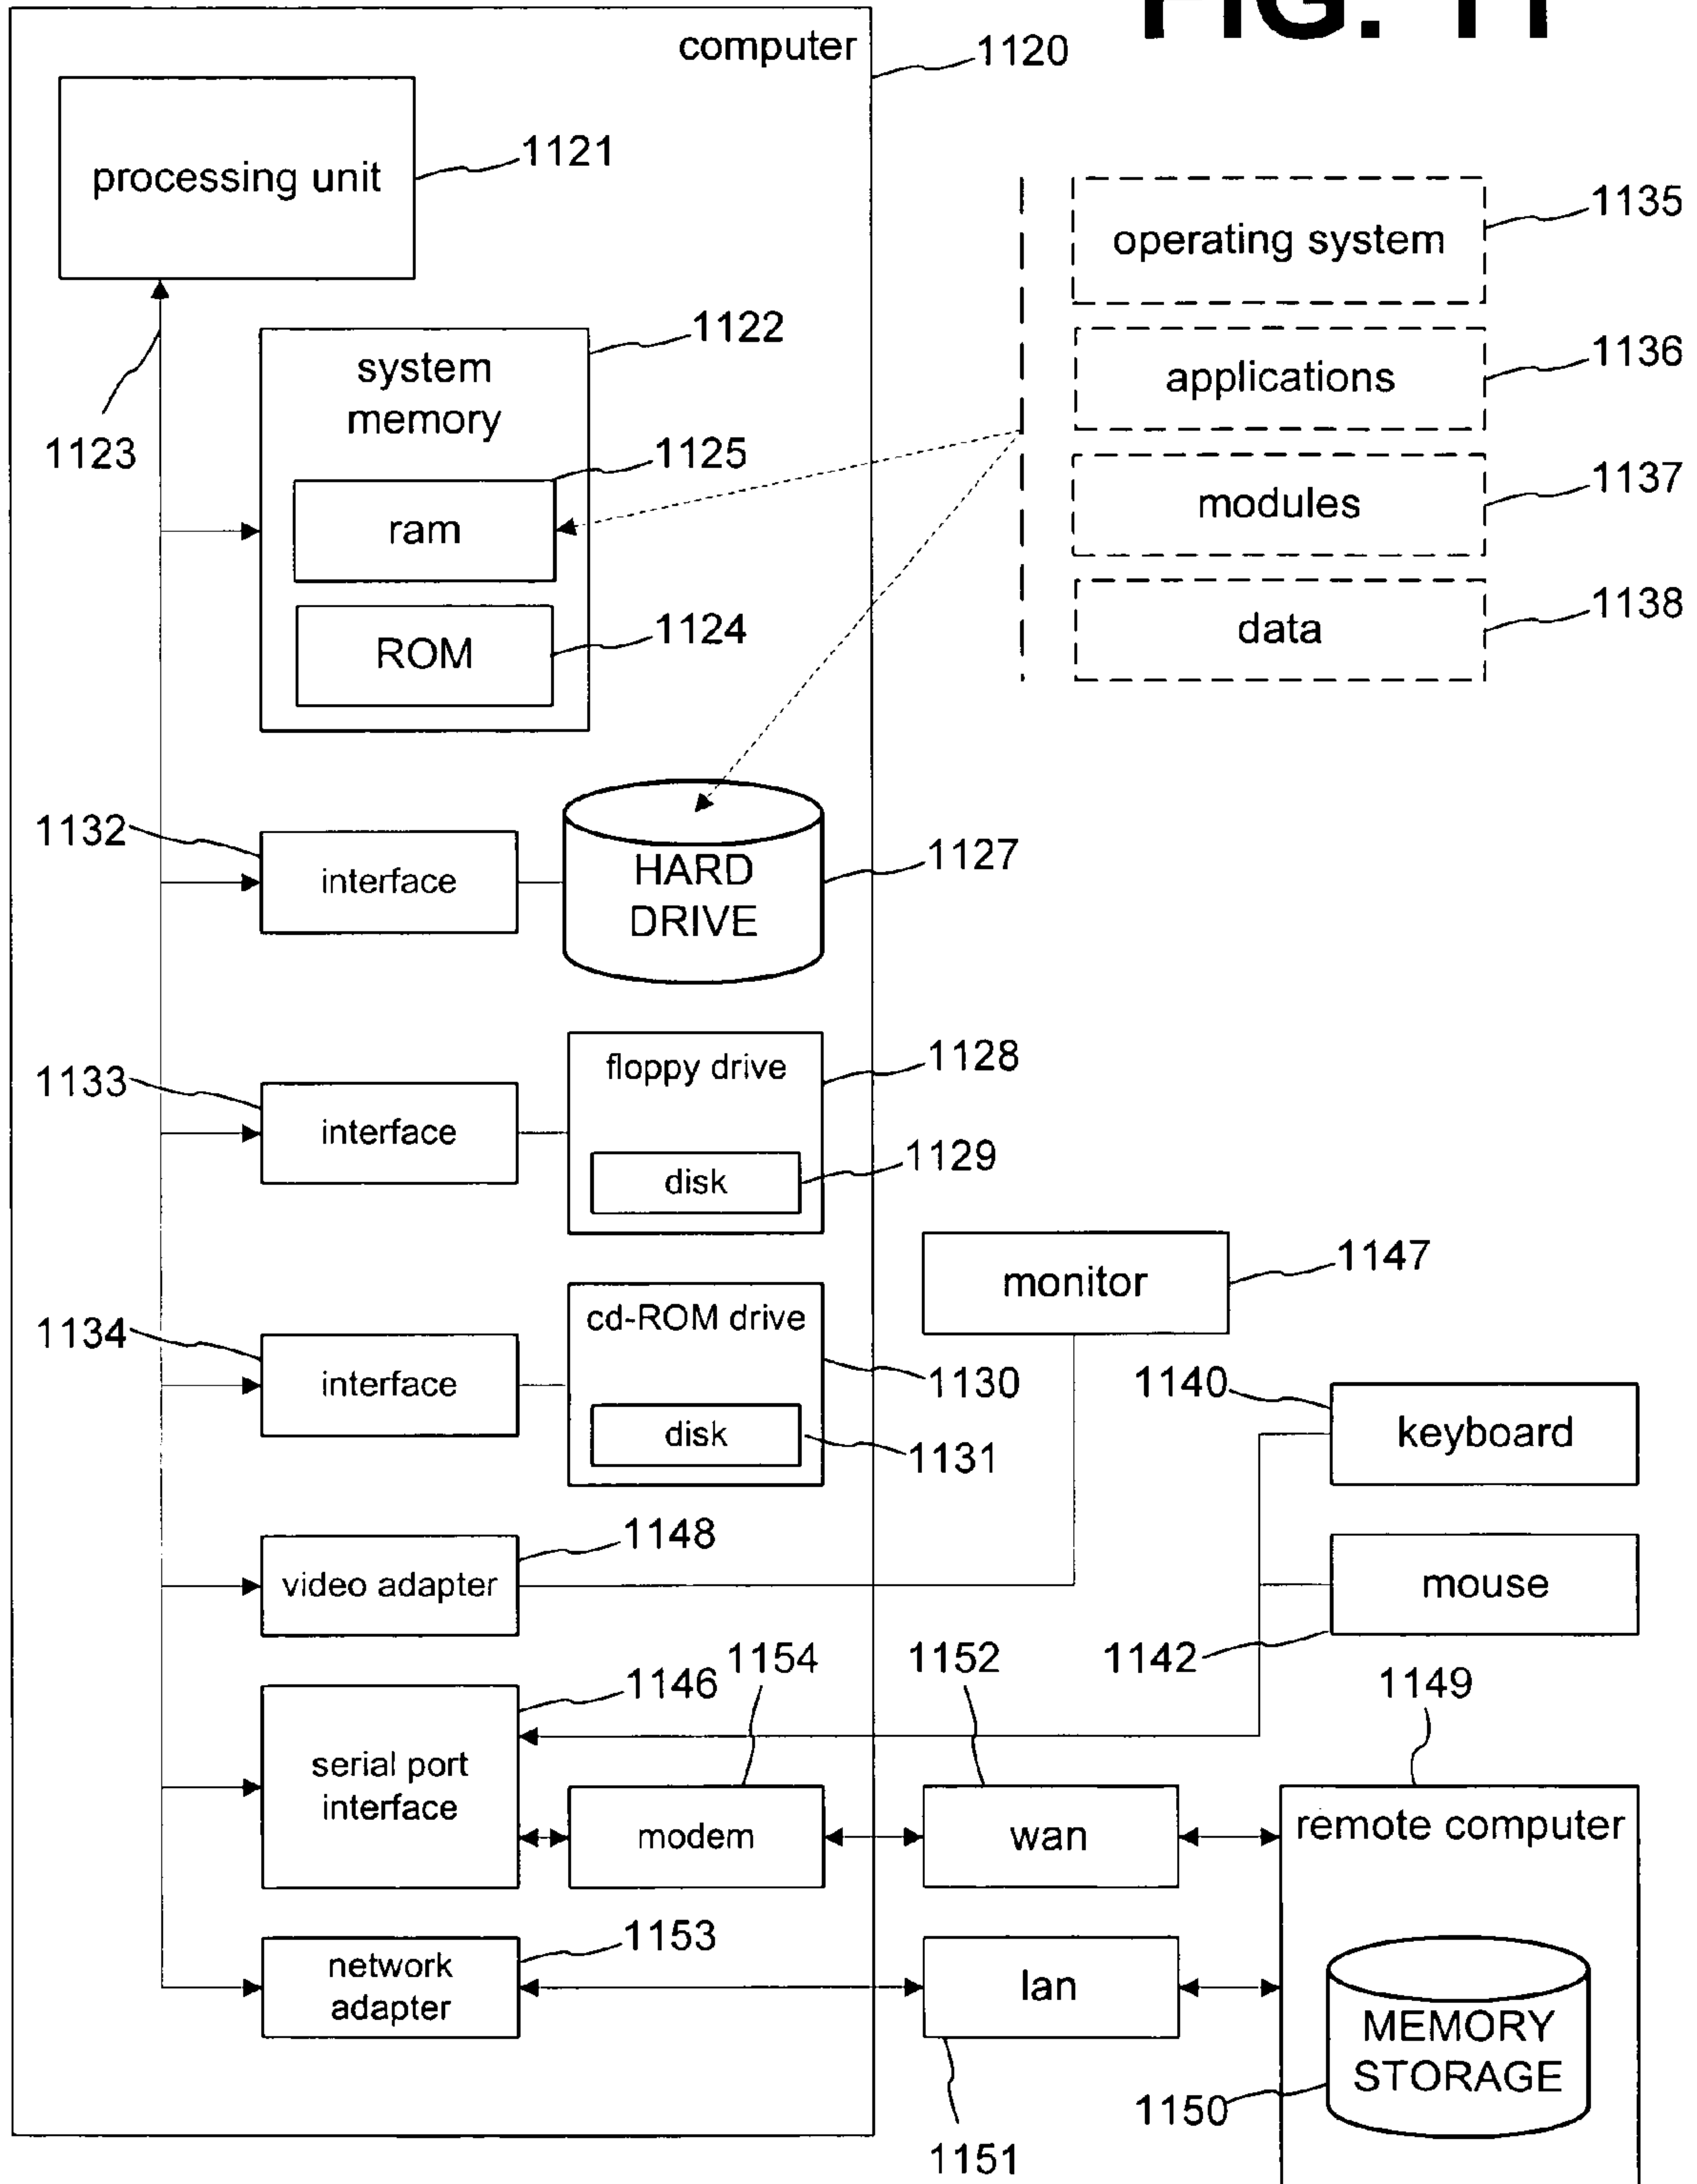 FIG. 11
computer
1120
processing unit
1121
1135
operating system
1122
system
memory
1136
applications
1123
1125
ram
1137
modules
1124
ROM
1138
data
1132
interface
HARD
DRIVE
1127
1133
interface
floppy drive
1128
disk
1129
monitor
1147
1134
interface
cd-ROM drive
1130
disk
1131
1140
keyboard
1148
video adapter
mouse
1142
1146
1154
1152
1149
serial port
interface
modem
wan
remote computer
1153
network
adapter
lan
MEMORY
STORAGE
1150
1151